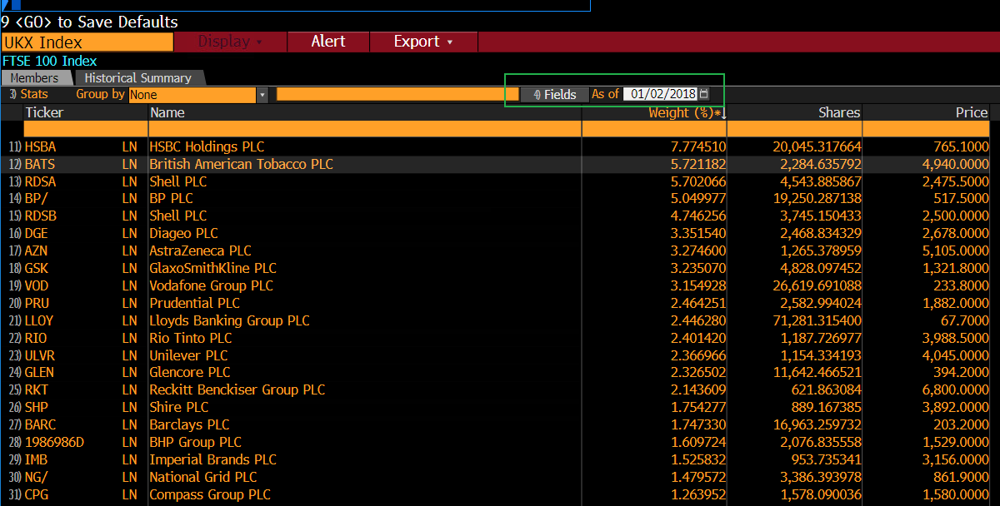 9 <GO> to Save Defaults
UKX Index Display Alert Export
FTSE 100 Index
Members Historical Summary
3) Stats Group by None 4) Fields As of 01/02/2018
Ticker Name Weight (%)* Shares Price
11) HSBA LN HSBC Holdings PLC 7.774510 20,045.317664 765.1000
12) BATS LN British American Tobacco PLC 5.721182 2,284.635792 4,940.0000
13) RDSA LN Shell PLC 5.702066 4,543.885867 2,475.5000
14) BP/ LN BP PLC 5.049977 19,250.287138 517.5000
15) RDSB LN Shell PLC 4.746256 3,745.150433 2,500.0000
16) DGE LN Diageo PLC 3.351540 2,468.834329 2,678.0000
17) AZN LN AstraZeneca PLC 3.274600 1,265.378959 5,105.0000
18) GSK LN GlaxoSmithKline PLC 3.235070 4,828.097452 1,321.8000
19) VOD LN Vodafone Group PLC 3.154928 26,619.691088 233.8000
20) PRU LN Prudential PLC 2.464251 2,582.994024 1,882.0000
21) LLOY LN Lloyds Banking Group PLC 2.446280 71,281.315400 67.7000
22) RIO LN Rio Tinto PLC 2.401420 1,187.726977 3,988.5000
23) ULVR LN Unilever PLC 2.366966 1,154.334193 4,045.0000
24) GLEN LN Glencore PLC 2.326502 11,642.466521 394.2000
25) RKT LN Reckitt Benckiser Group PLC 2.143609 621.863084 6,800.0000
26) SHP LN Shire PLC 1.754277 889.167385 3,892.0000
27) BARC LN Barclays PLC 1.747330 16,963.259732 203.2000
28) 1986986D LN BHP Group PLC 1.609724 2,076.835558 1,529.0000
29) IMB LN Imperial Brands PLC 1.525832 953.735341 3,156.0000
30) NG/ LN National Grid PLC 1.479572 3,386.393978 861.9000
31) CPG LN Compass Group PLC 1.263952 1,578.090036 1,580.0000